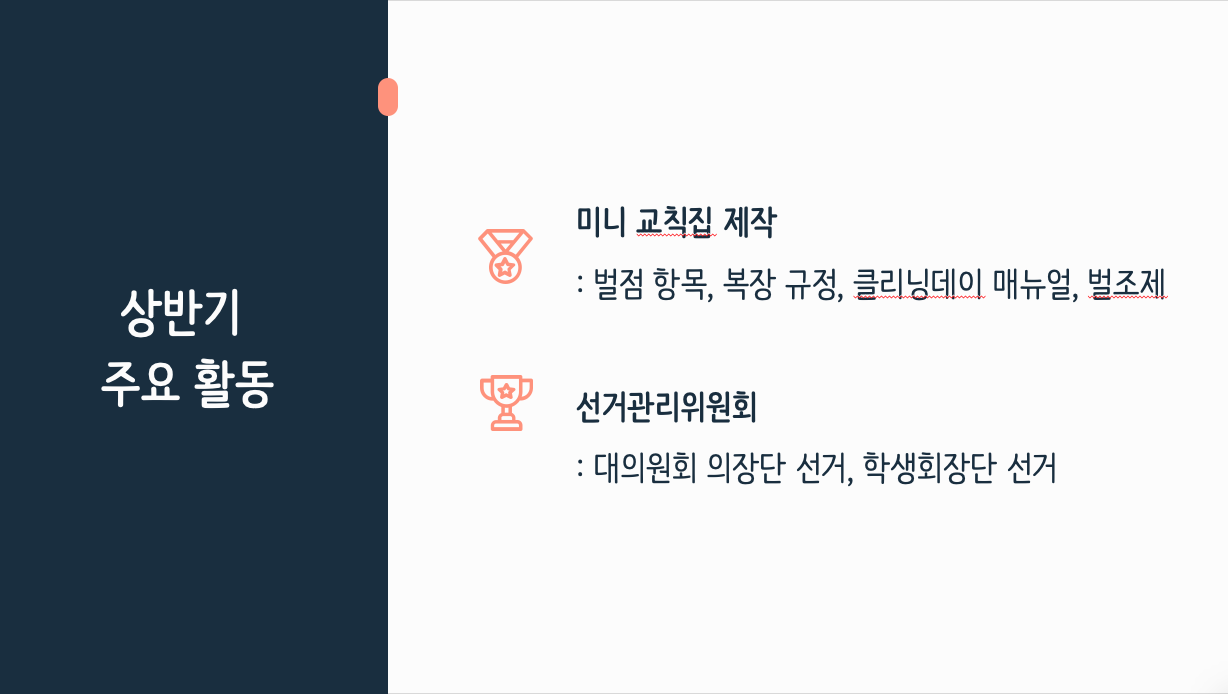 상반기
주요 활동
미니 교칙집 제작
: 벌점 항목, 복장 규정, 클리닝데이 매뉴얼, 벌조제
선거관리위원회
: 대의원회 의장단 선거, 학생회장단 선거